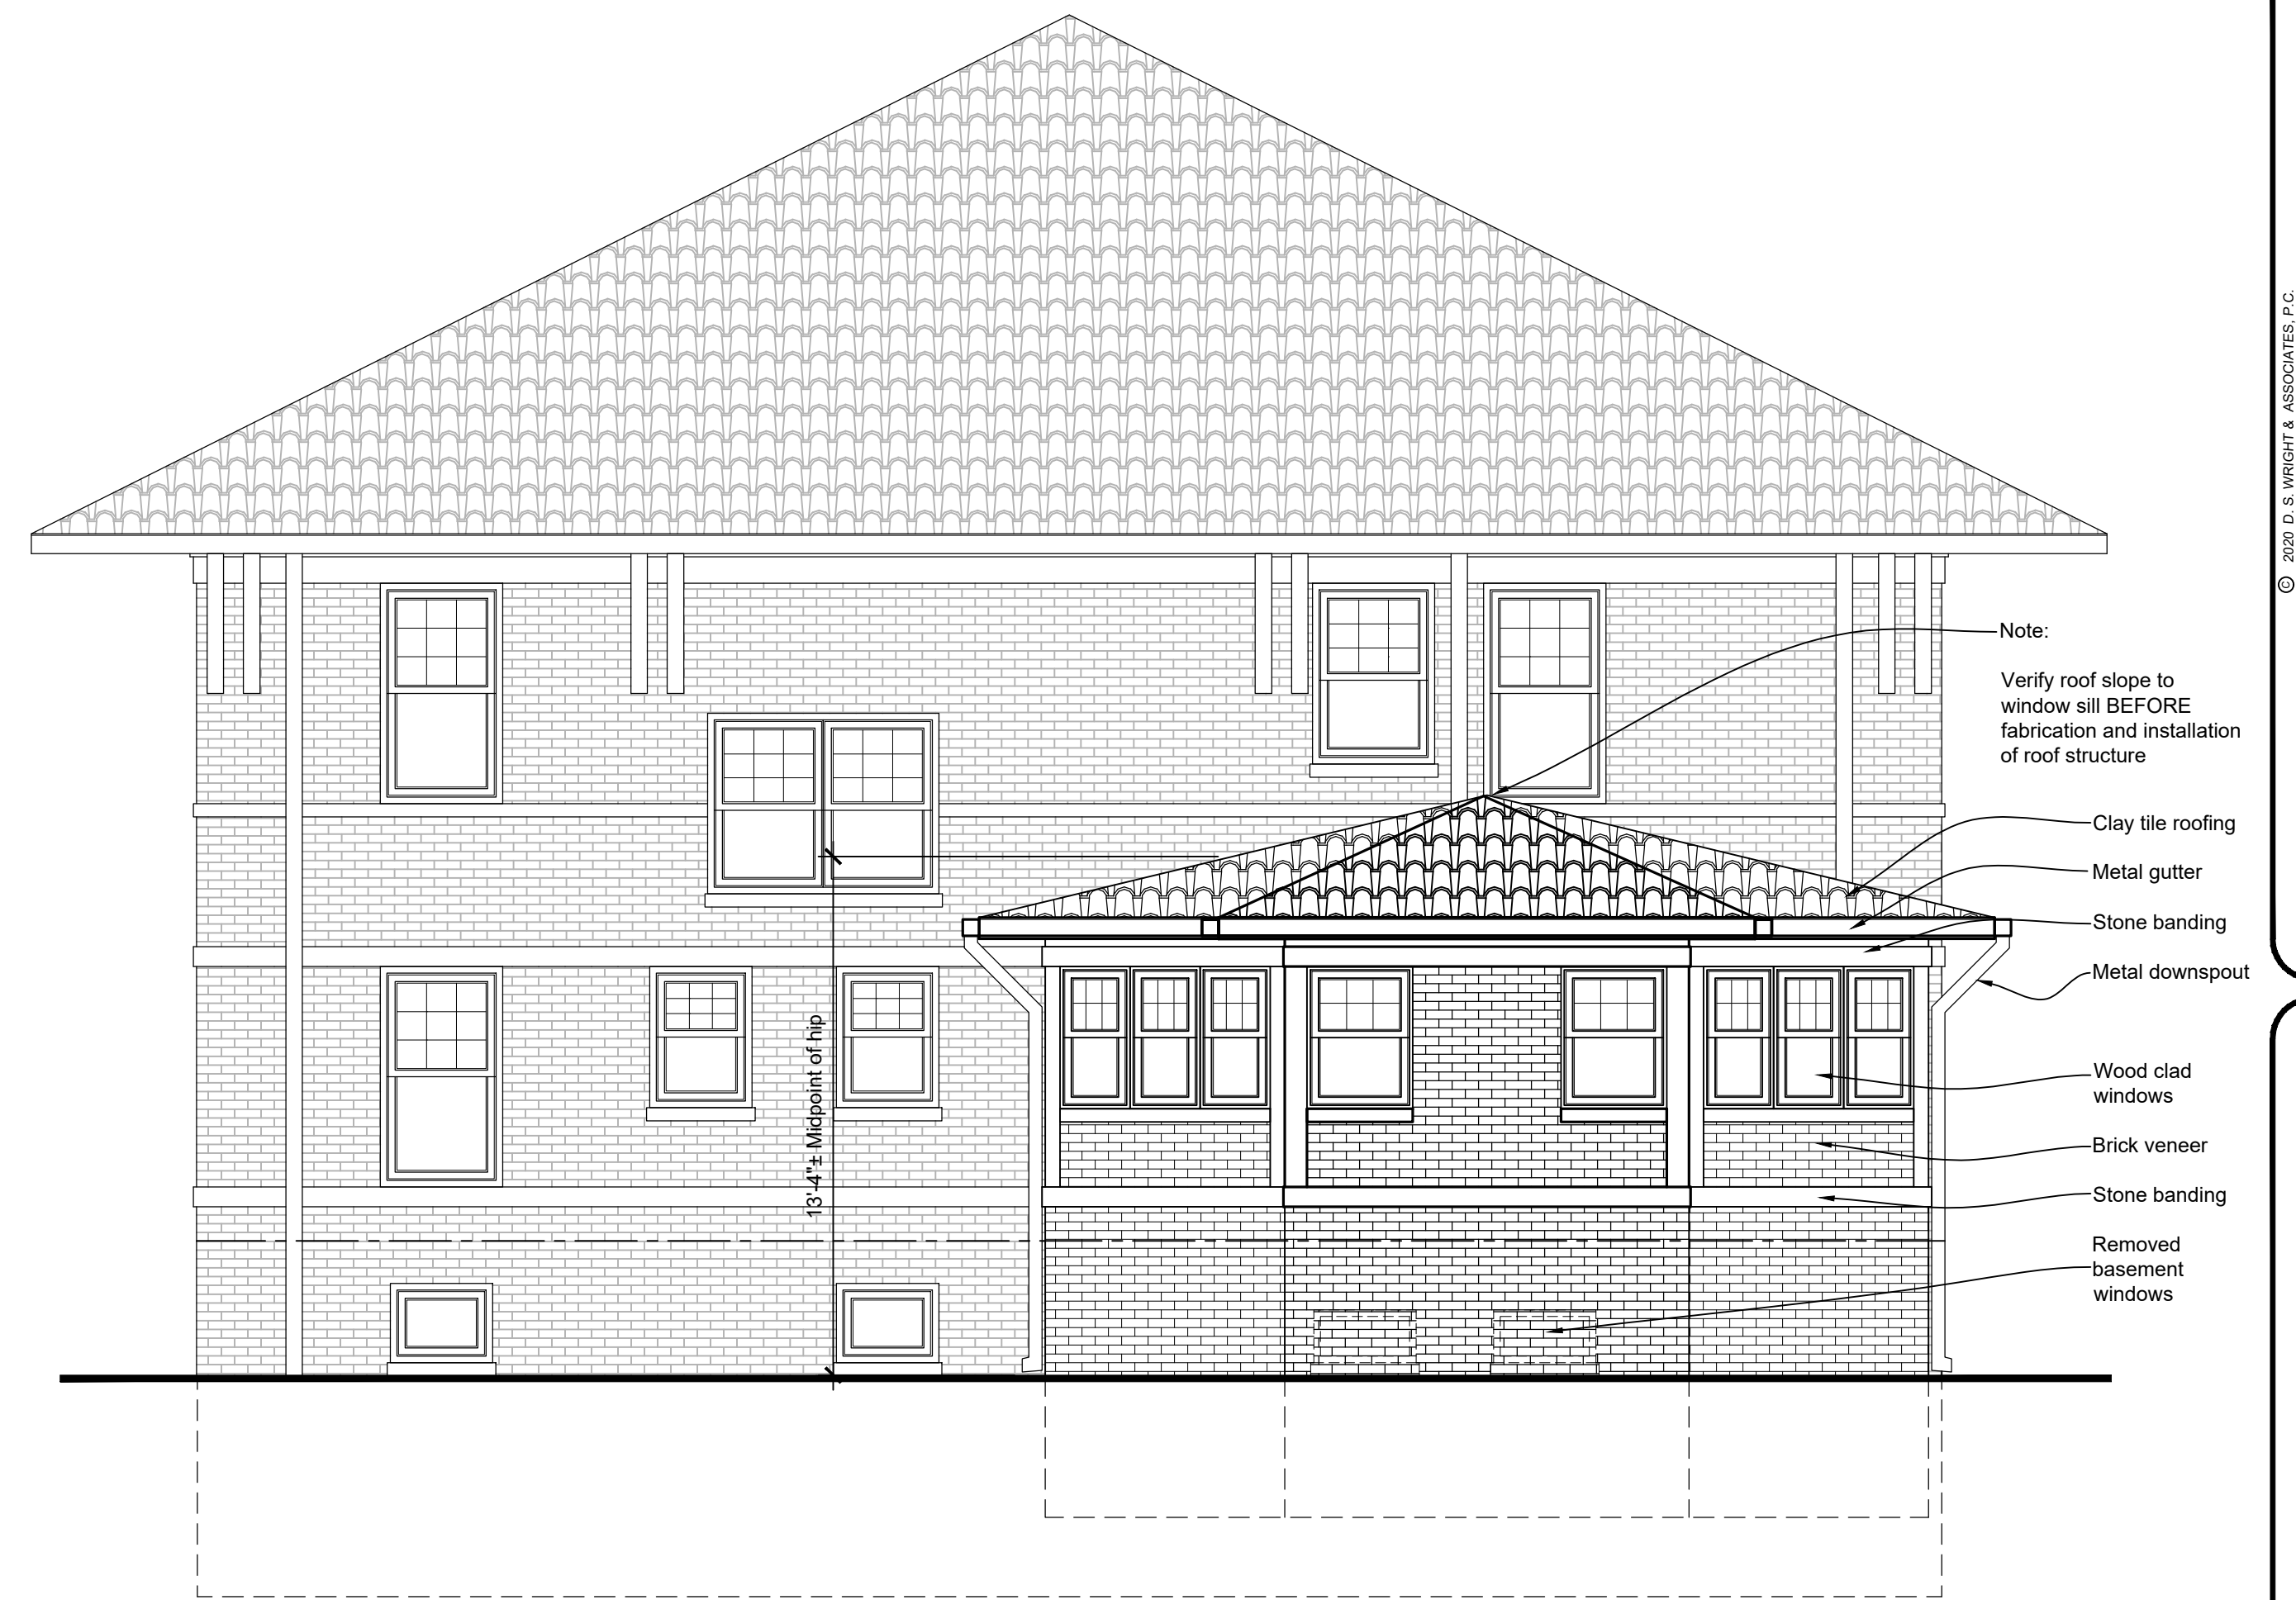 Note:
Verify roof slope to
window sill BEFORE
fabrication and installation
of roof structure
Clay tile roofing
Metal gutter
Stone banding
Metal downspout
Wood clad
windows
Brick veneer
Stone banding
Removed
basement
windows
13'-4"± Midpoint of hip
© 2020 D. S. WRIGHT & ASSOCIATES, P.C.